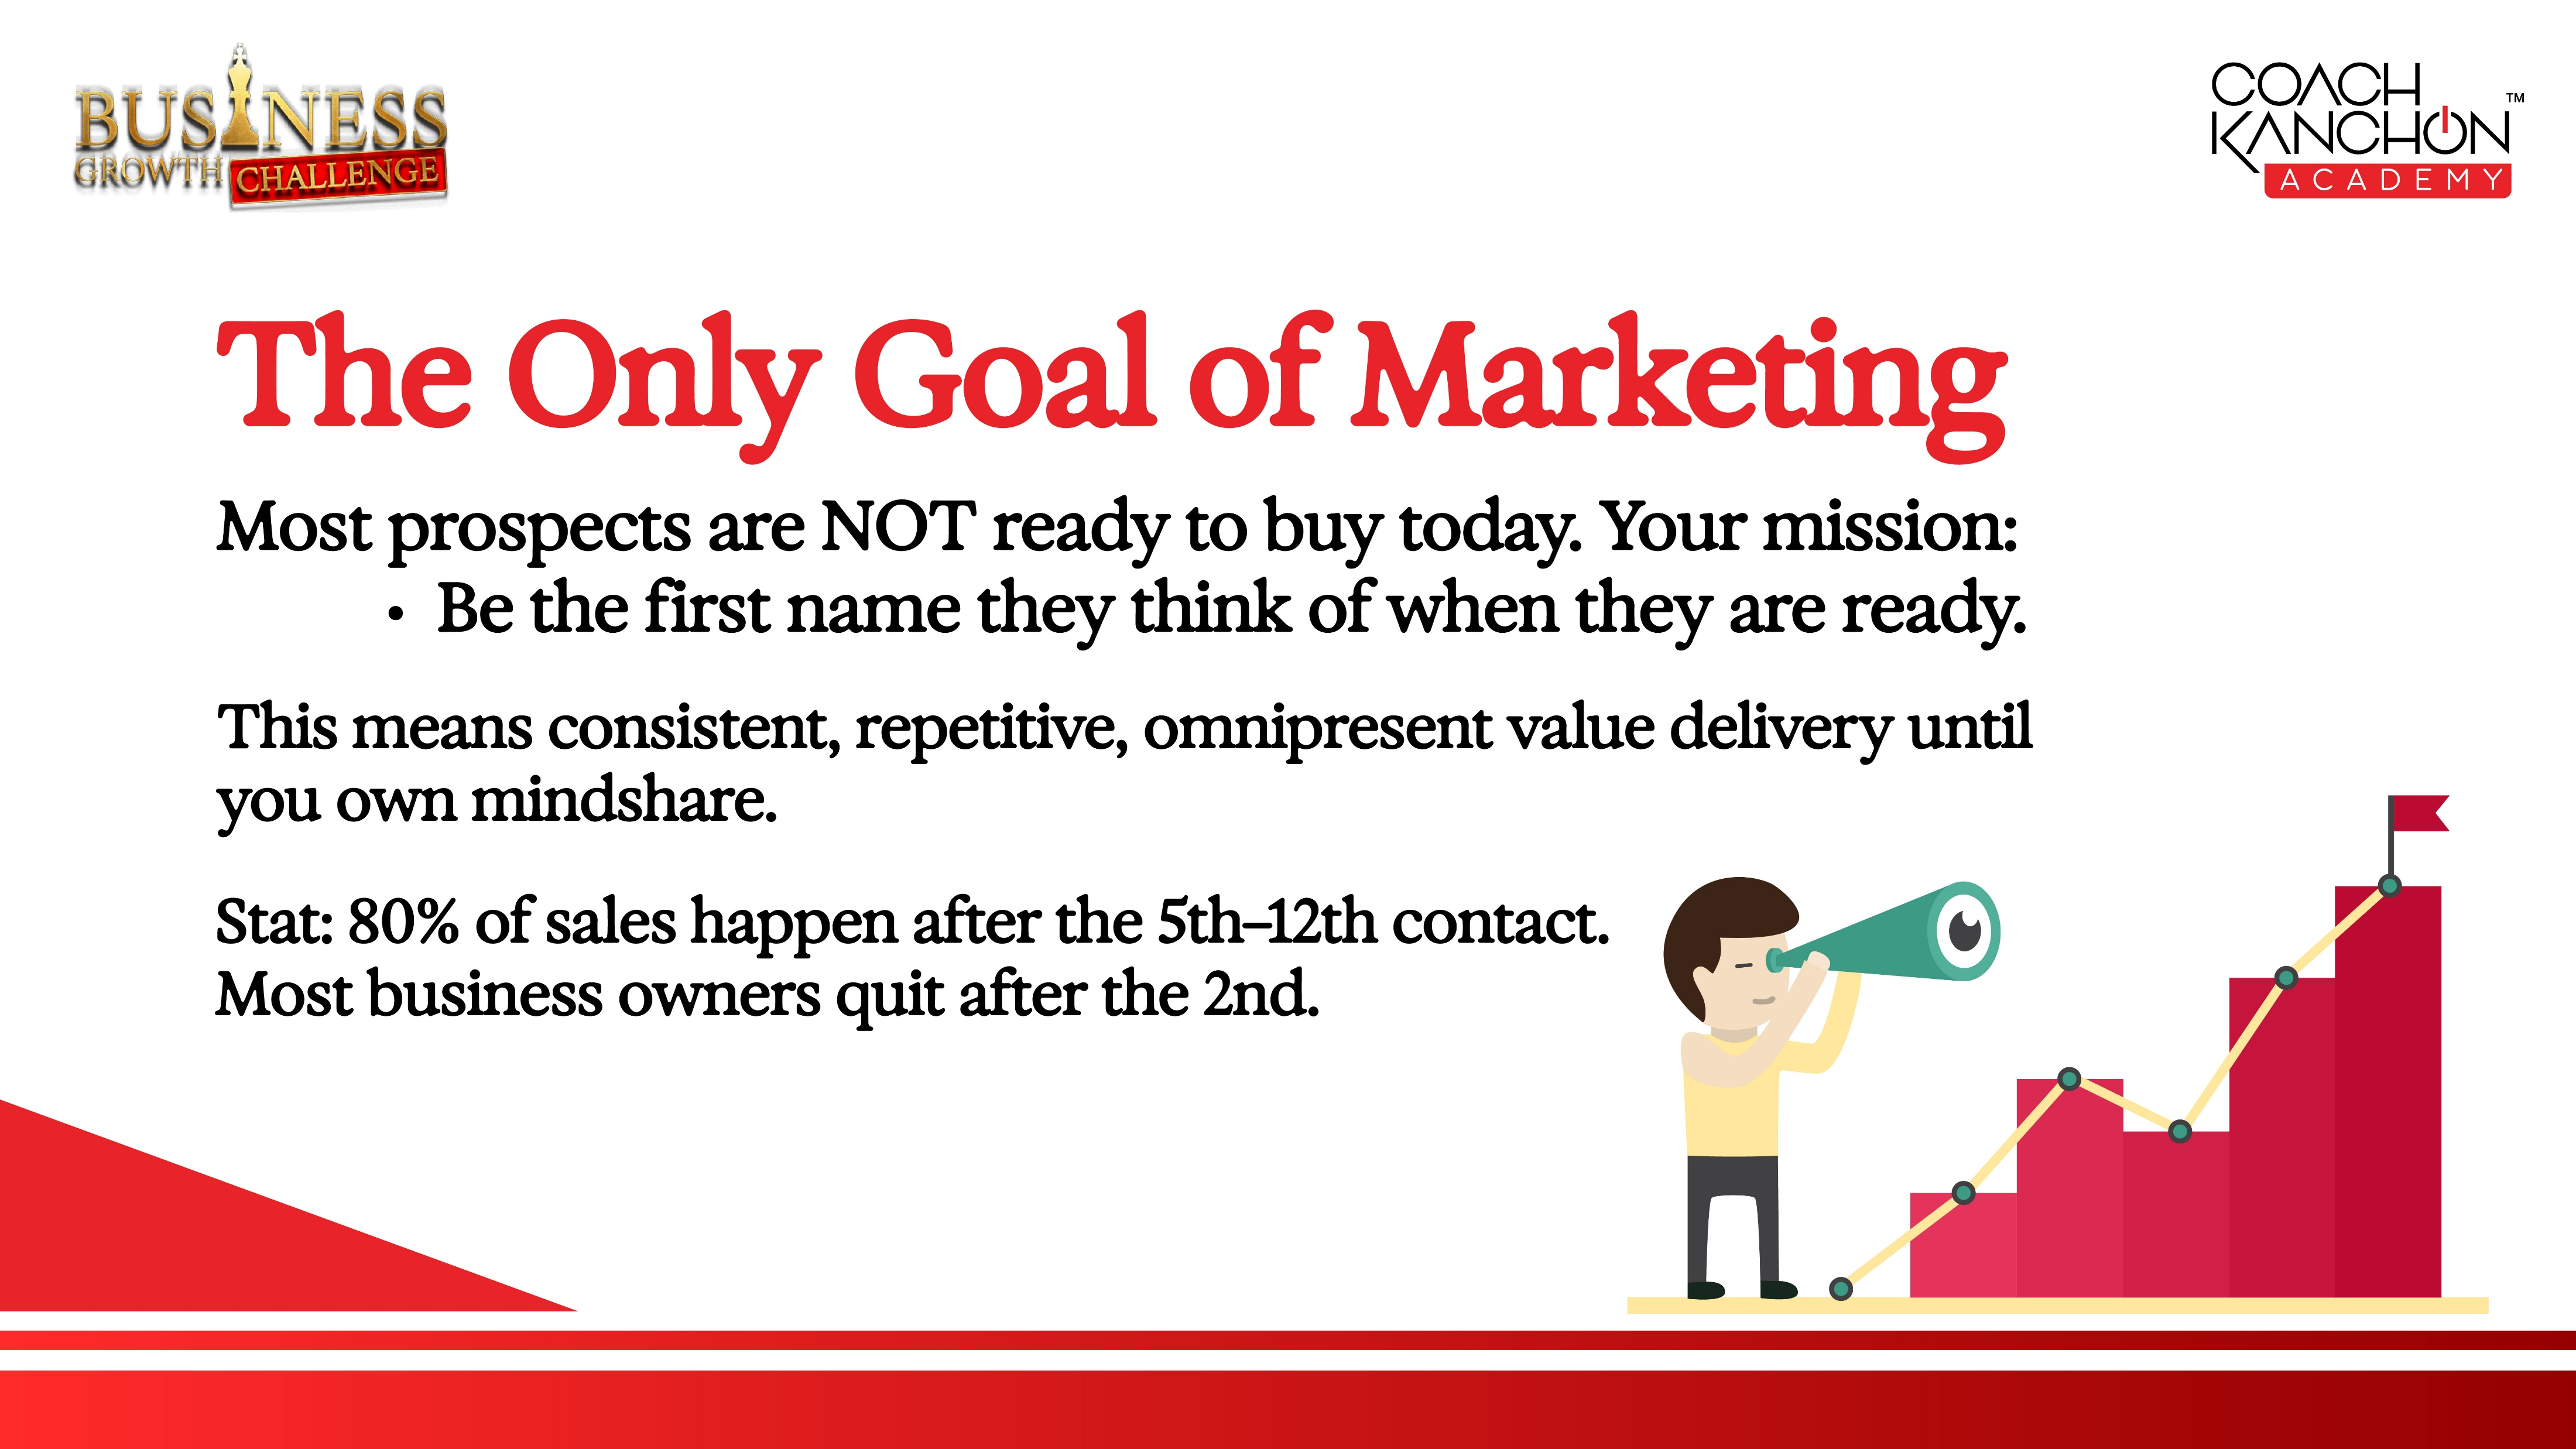 BUSINESS
GROWTH CHALLENGE
COACH
KANCHON™
ACADEMY
The Only Goal of Marketing
Most prospects are NOT ready to buy today. Your mission:
• Be the first name they think of when they are ready.
This means consistent, repetitive, omnipresent value delivery until
you own mindshare.
Stat: 80% of sales happen after the 5th–12th contact.
Most business owners quit after the 2nd.